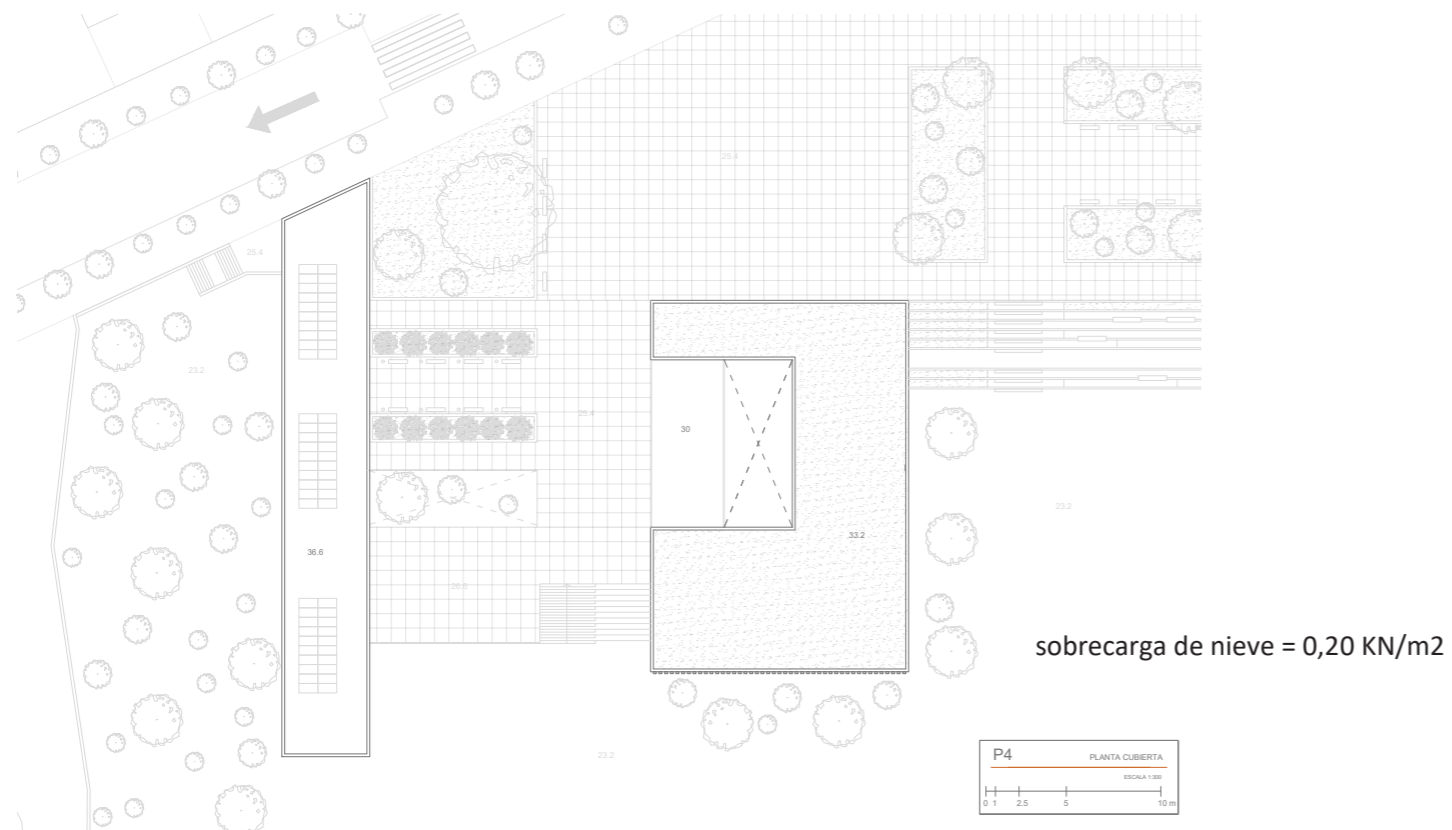 25.4
25.4
23.2
25.4
30
36.6
23.2
33.2
26.8
sobrecarga de nieve = 0,20 KN/m2
23.2
P4
PLANTA CUBIERTA
ESCALA 1:300
0 1 2.5 5 10 m